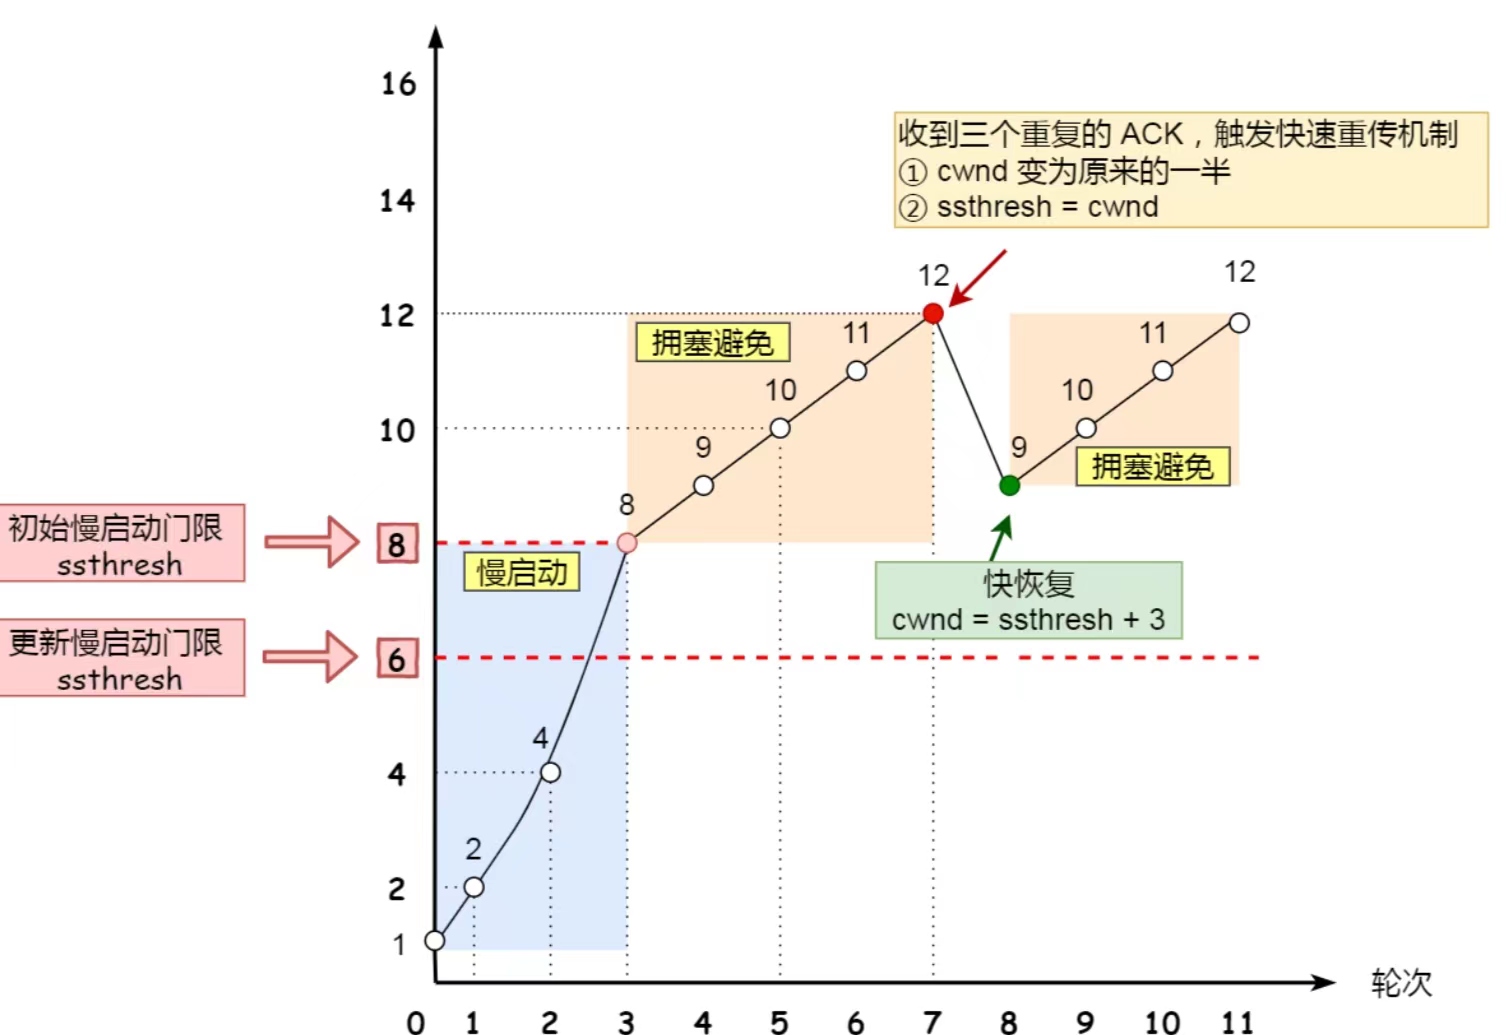 16
收到三个重复的 ACK，触发快速重传机制
① cwnd 变为原来的一半
② ssthresh = cwnd
14
12
12
12
拥塞避免
11
11
10
10
10
9
9
拥塞避免
8
初始慢启动门限
ssthresh
8
慢启动
快恢复
cwnd = ssthresh + 3
更新慢启动门限
ssthresh
6
4
4
2
2
1
轮次
0 1 2 3 4 5 6 7 8 9 10 11